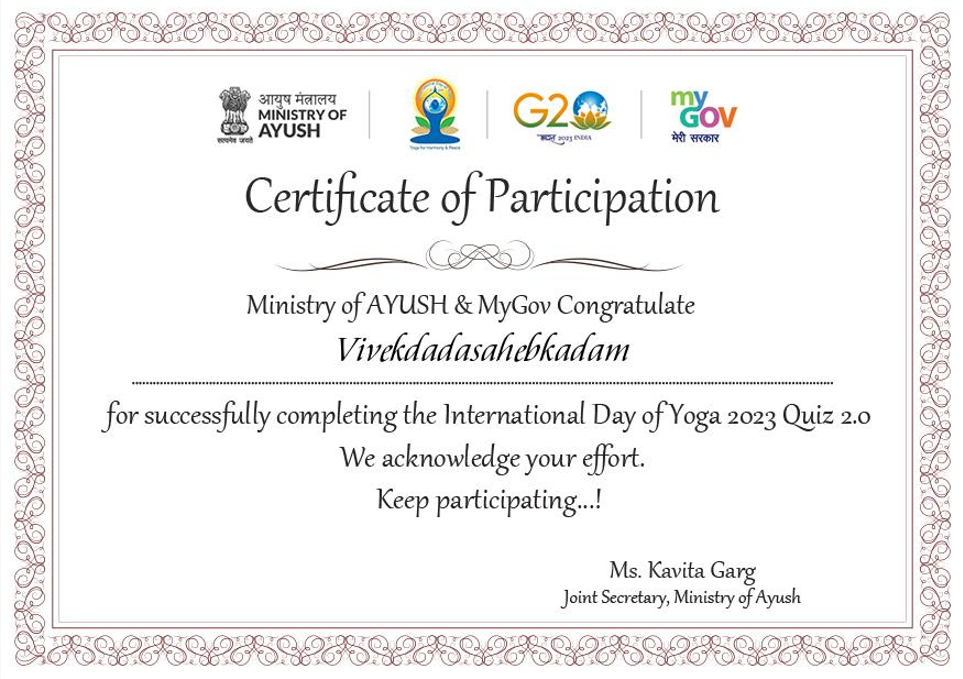 आयुष मंत्रालय
MINISTRY OF
AYUSH
सत्यमेव जयते
Yoga for Harmony & Peace
G20
भारत 2023 INDIA
my
GOV
मेरी सरकार
Certificate of Participation
Ministry of AYUSH & MyGov Congratulate
Vivekdadasahebkadam
for successfully completing the International Day of Yoga 2023 Quiz 2.0
We acknowledge your effort.
Keep participating...!
Ms. Kavita Garg
Joint Secretary, Ministry of Ayush